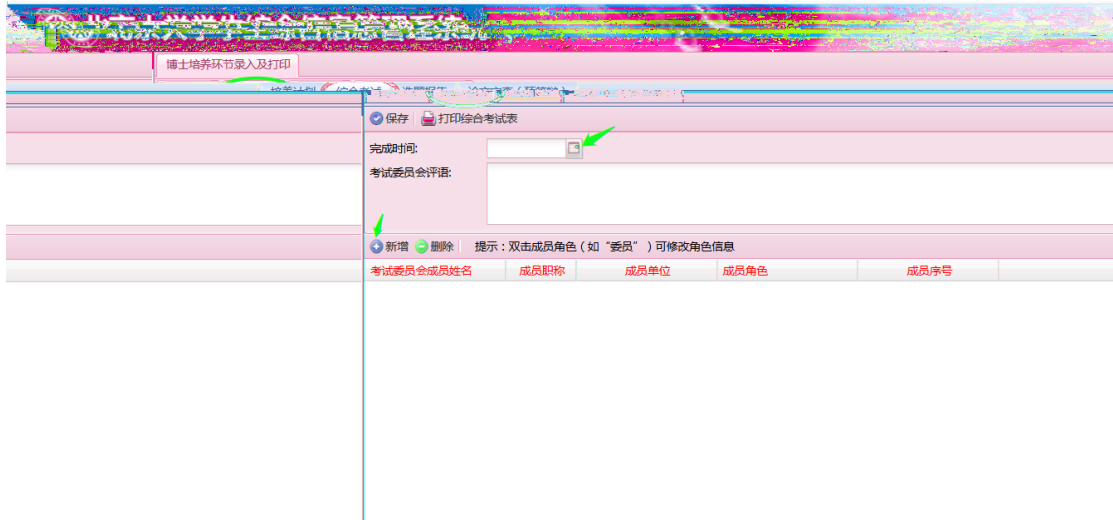 博士培养环节录入及打印
保存 打印综合考试表
完成时间:
考试委员会评语:
新增 删除 提示：双击成员角色（如“委员”）可修改角色信息
考试委员会成员姓名 成员职称 成员单位 成员角色 成员序号